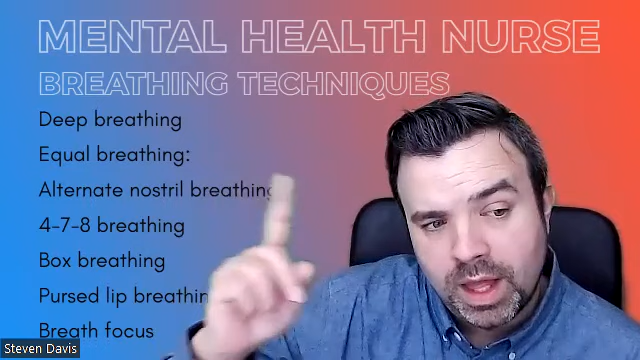 MENTAL HEALTH NURSE
BREATHING TECHNIQUES
Deep breathing
Equal breathing:
Alternate nostril breathing
4-7-8 breathing
Box breathing
Pursed lip breathin
Breath focus
Steven Davis